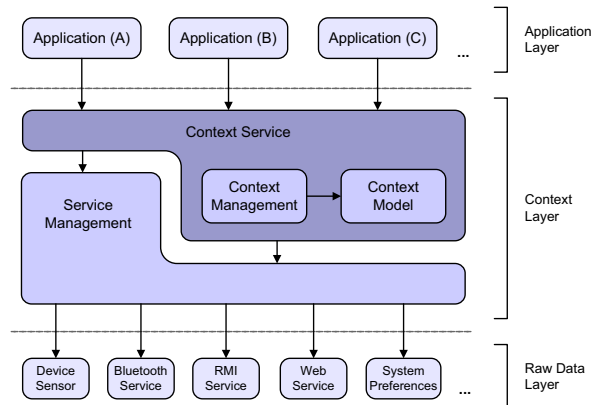 Application (A)
Application (B)
Application (C)
...
Application
Layer
Context Service
Context
Management
Context
Model
Service
Management
Context
Layer
Device
Sensor
Bluetooth
Service
RMI
Service
Web
Service
System
Preferences
...
Raw Data
Layer